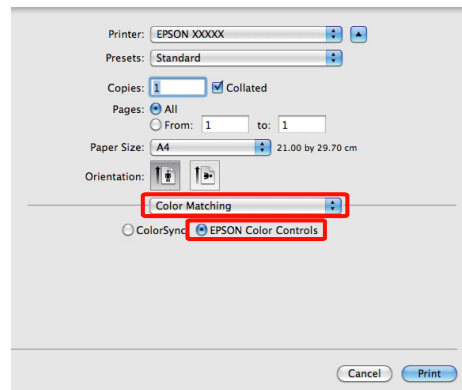 Printer: EPSON XXXXX
Presets: Standard
Copies: 1 Collated
Pages: All
From: 1 to: 1
Paper Size: A4 21.00 by 29.70 cm
Orientation:
Color Matching
ColorSync EPSON Color Controls
Cancel Print